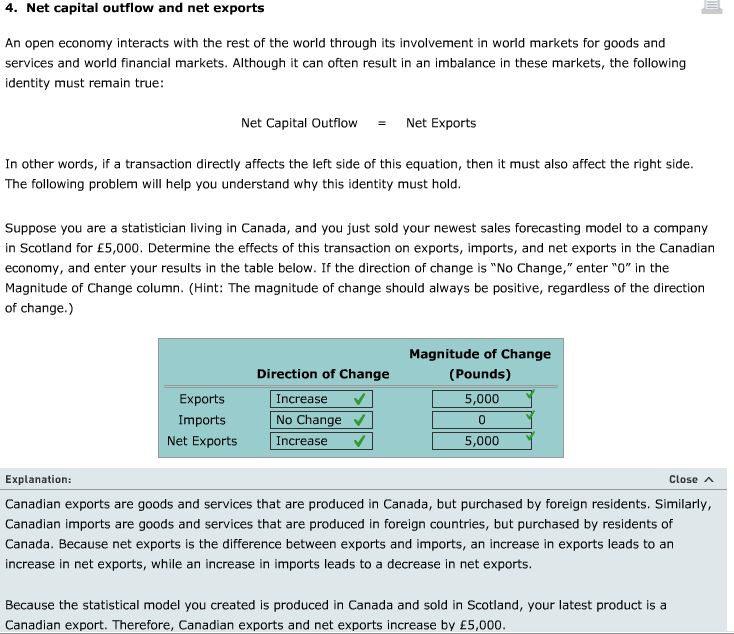 4. Net capital outflow and net exports
An open economy interacts with the rest of the world through its involvement in world markets for goods and
services and world financial markets. Although it can often result in an imbalance in these markets, the following
identity must remain true:
Net Capital Outflow = Net Exports
In other words, if a transaction directly affects the left side of this equation, then it must also affect the right side.
The following problem will help you understand why this identity must hold.
Suppose you are a statistician living in Canada, and you just sold your newest sales forecasting model to a company
in Scotland for £5,000. Determine the effects of this transaction on exports, imports, and net exports in the Canadian
economy, and enter your results in the table below. If the direction of change is "No Change," enter "0" in the
Magnitude of Change column. (Hint: The magnitude of change should always be positive, regardless of the direction
of change.)
Magnitude of Change
Direction of Change (Pounds)
Exports Increase 5,000
Imports No Change 0
Net Exports Increase 5,000
Explanation: Close
Canadian exports are goods and services that are produced in Canada, but purchased by foreign residents. Similarly,
Canadian imports are goods and services that are produced in foreign countries, but purchased by residents of
Canada. Because net exports is the difference between exports and imports, an increase in exports leads to an
increase in net exports, while an increase in imports leads to a decrease in net exports.
Because the statistical model you created is produced in Canada and sold in Scotland, your latest product is a
Canadian export. Therefore, Canadian exports and net exports increase by £5,000.